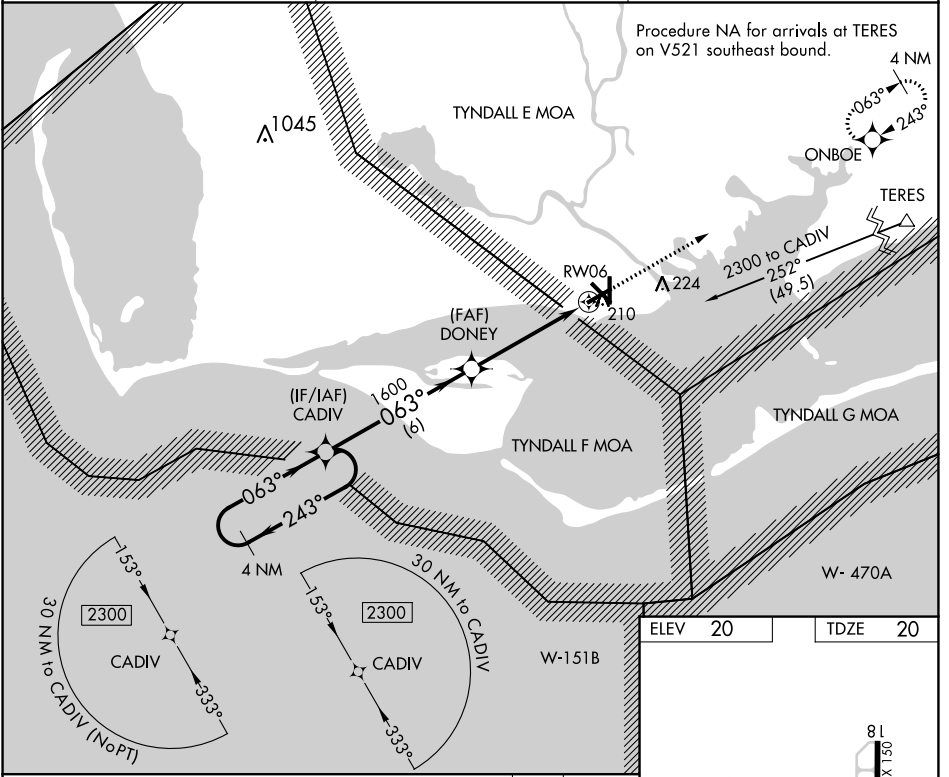 Procedure NA for arrivals at TERES
on V521 southeast bound.
4 NM
063°
243°
ONBOE
TERES
1045
TYNDALL E MOA
2300 to CADIV
252°
(49.5)
RW06
224
210
(FAF)
DONEY
(IF/IAF)
CADIV
1600
063°
(6)
TYNDALL F MOA
TYNDALL G MOA
063°
243°
4 NM
W-470A
W-151B
153°
2300
CADIV
333°
30 NM to CADIV (NoPT)
153°
30 NM to CADIV
2300
CADIV
333°
ELEV 20
TDZE 20
18
X 150